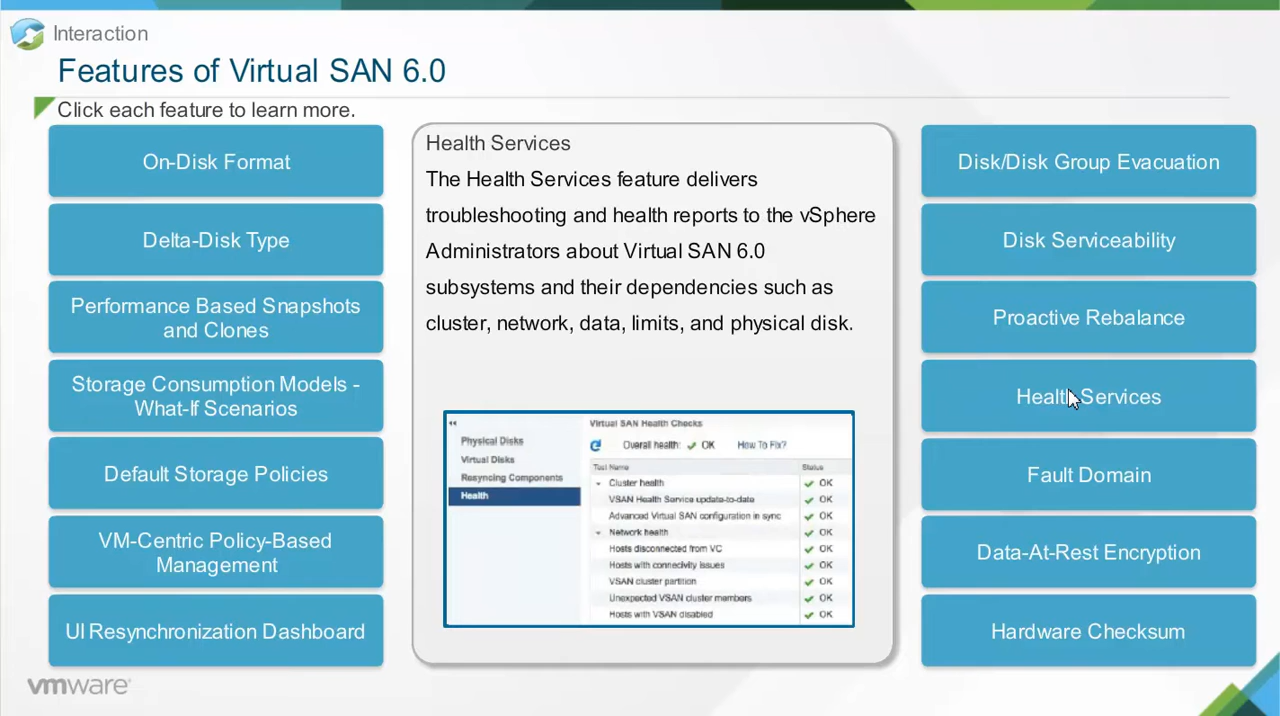 Interaction
Features of Virtual SAN 6.0
Click each feature to learn more.
On-Disk Format
Delta-Disk Type
Performance Based Snapshots
and Clones
Storage Consumption Models -
What-If Scenarios
Default Storage Policies
VM-Centric Policy-Based
Management
UI Resynchronization Dashboard
Health Services
The Health Services feature delivers
troubleshooting and health reports to the vSphere
Administrators about Virtual SAN 6.0
subsystems and their dependencies such as
cluster, network, data, limits, and physical disk.
Physical Disks
Virtual Disks
Resyncing Components
Health
Virtual SAN Health Checks
Overall health: OK How To Fix?
Test Name Status
Cluster health OK
VSAN Health Service up-to-date OK
Advanced Virtual SAN configuration in sync OK
Network health OK
Hosts disconnected from VC OK
Hosts with connectivity issues OK
VSAN cluster partition OK
Unexpected VSAN cluster members OK
Hosts with VSAN disabled OK
Disk/Disk Group Evacuation
Disk Serviceability
Proactive Rebalance
Health Services
Fault Domain
Data-At-Rest Encryption
Hardware Checksum
vmware